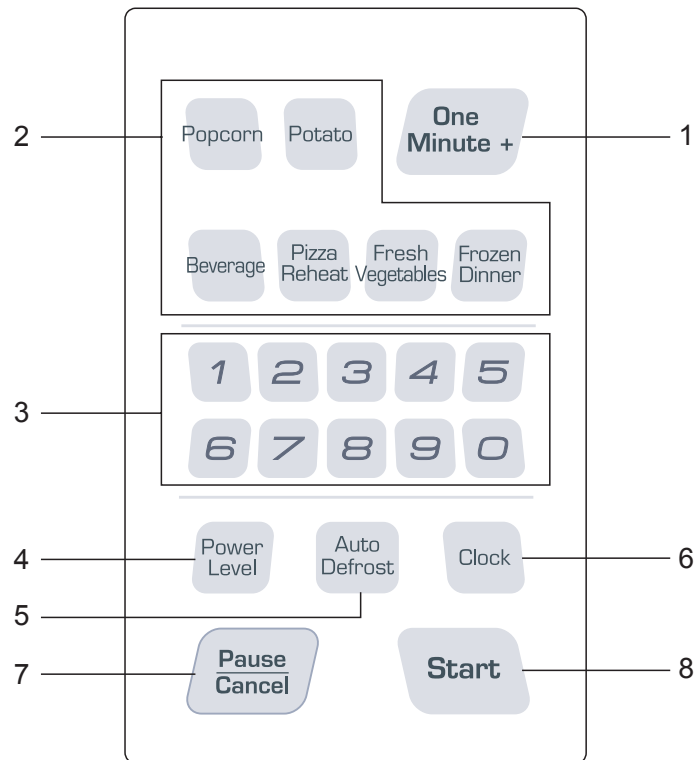 2
Popcorn
Potato
One
Minute +
1
Beverage
Pizza
Reheat
Fresh
Vegetables
Frozen
Dinner
3
1 2 3 4 5
6 7 8 9 0
4
Power
Level
Auto
Defrost
Clock
6
5
7
Pause
Cancel
Start
8